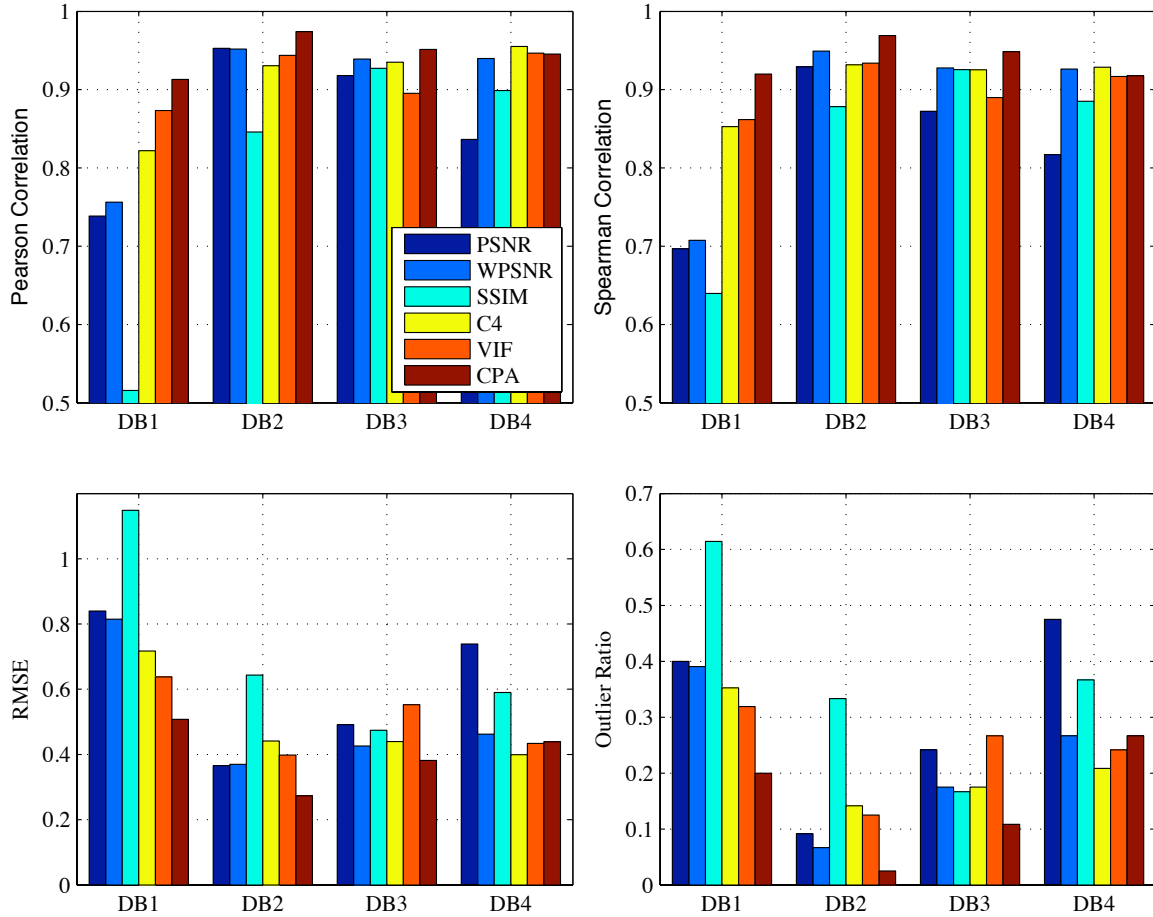 1
0.9
0.8
0.7
0.6
0.5
Pearson Correlation
DB1 DB2 DB3 DB4
PSNR
WPSNR
SSIM
C4
VIF
CPA
1
0.9
0.8
0.7
0.6
0.5
Spearman Correlation
DB1 DB2 DB3 DB4
1
0.8
0.6
0.4
0.2
0
RMSE
DB1 DB2 DB3 DB4
0.7
0.6
0.5
0.4
0.3
0.2
0.1
0
Outlier Ratio
DB1 DB2 DB3 DB4